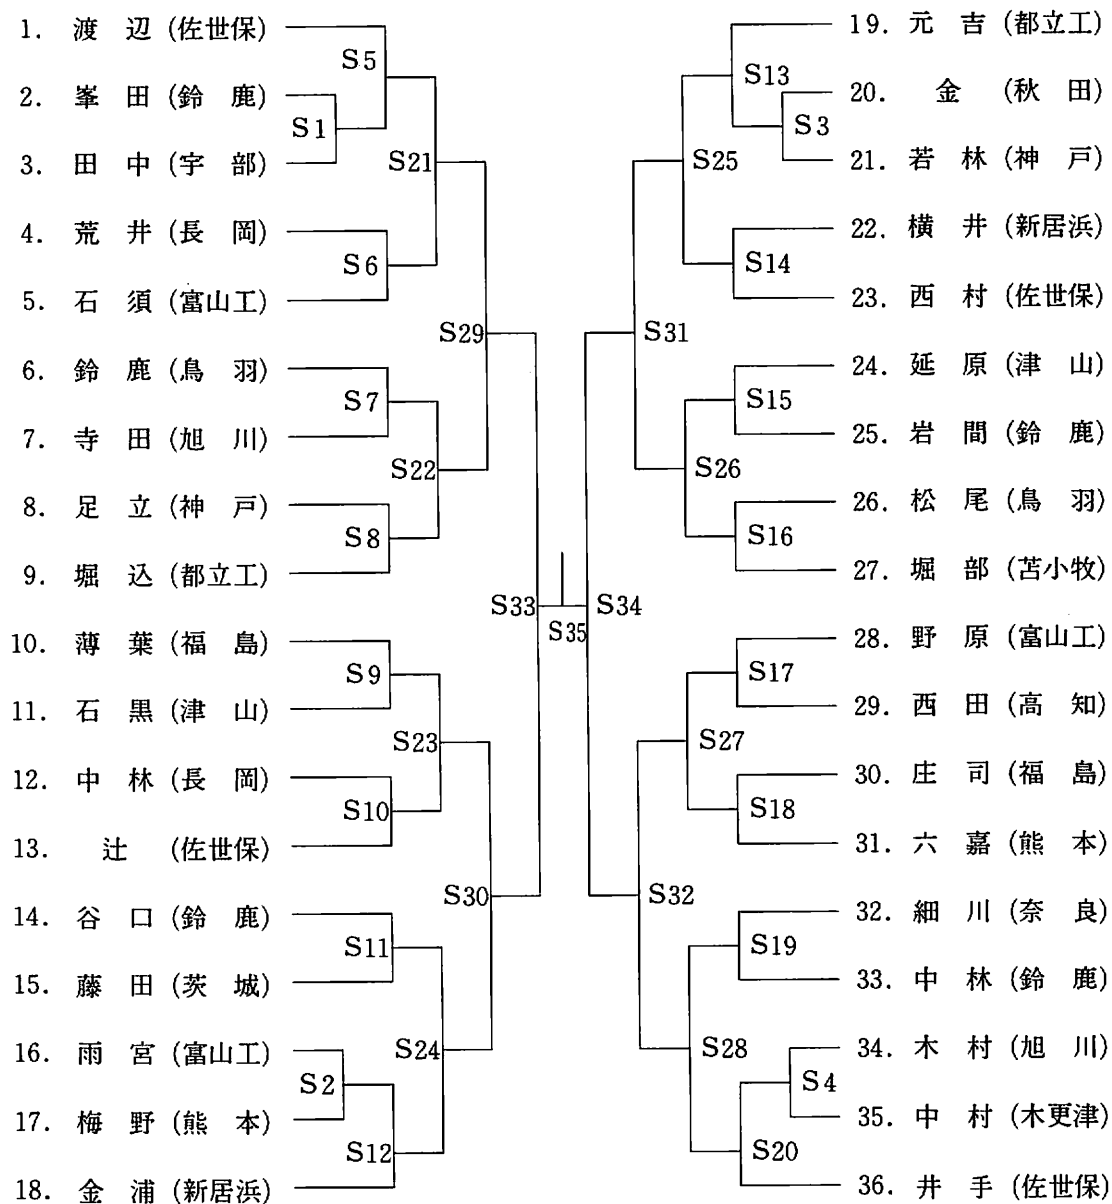 1. 渡 辺 (佐世保)
2. 峯 田 (鈴 鹿)
3. 田 中 (宇 部)
4. 荒 井 (長 岡)
5. 石 須 (富山工)
6. 鈴 鹿 (鳥 羽)
7. 寺 田 (旭 川)
8. 足 立 (神 戸)
9. 堀 込 (都立工)
10. 薄 葉 (福 島)
11. 石 黒 (津 山)
12. 中 林 (長 岡)
13. 辻 (佐世保)
14. 谷 口 (鈴 鹿)
15. 藤 田 (茨 城)
16. 雨 宮 (富山工)
17. 梅 野 (熊 本)
18. 金 浦 (新居浜)
S5
S1
S21
S6
S29
S7
S22
S8
S33
S9
S23
S10
S30
S11
S24
S2
S12
S35
S13
S3
S25
S14
S31
S15
S26
S16
S34
S17
S27
S18
S32
S19
S28
S4
S20
19. 元 吉 (都立工)
20. 金 (秋 田)
21. 若 林 (神 戸)
22. 横 井 (新居浜)
23. 西 村 (佐世保)
24. 延 原 (津 山)
25. 岩 間 (鈴 鹿)
26. 松 尾 (鳥 羽)
27. 堀 部 (苫小牧)
28. 野 原 (富山工)
29. 西 田 (高 知)
30. 庄 司 (福 島)
31. 六 嘉 (熊 本)
32. 細 川 (奈 良)
33. 中 林 (鈴 鹿)
34. 木 村 (旭 川)
35. 中 村 (木更津)
36. 井 手 (佐世保)